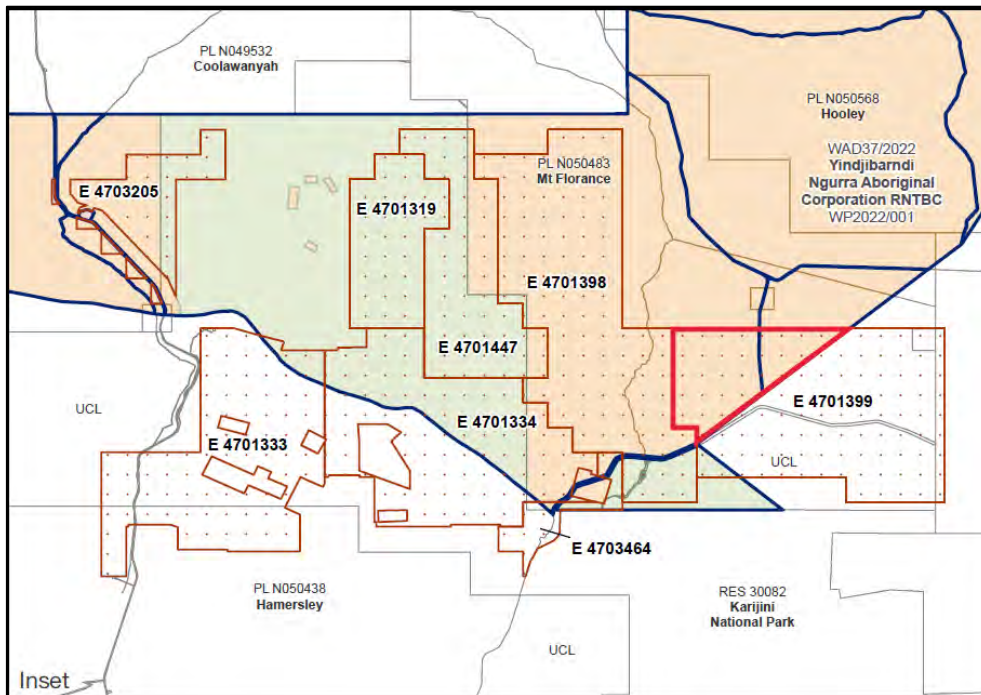 PL N049532
Coolawanyah
PL N050568
Hooley
WAD37/2022
Yindjibarndi
Ngurra Aboriginal
Corporation RNTBC
WP2022/001
PL N050483
Mt Florance
E 4703205
E 4701319
E 4701398
E 4701447
E 4701399
UCL
E 4701334
E 4701333
UCL
E 4703464
PL N050438
Hamersley
RES 30082
Karijini
National Park
UCL
Inset